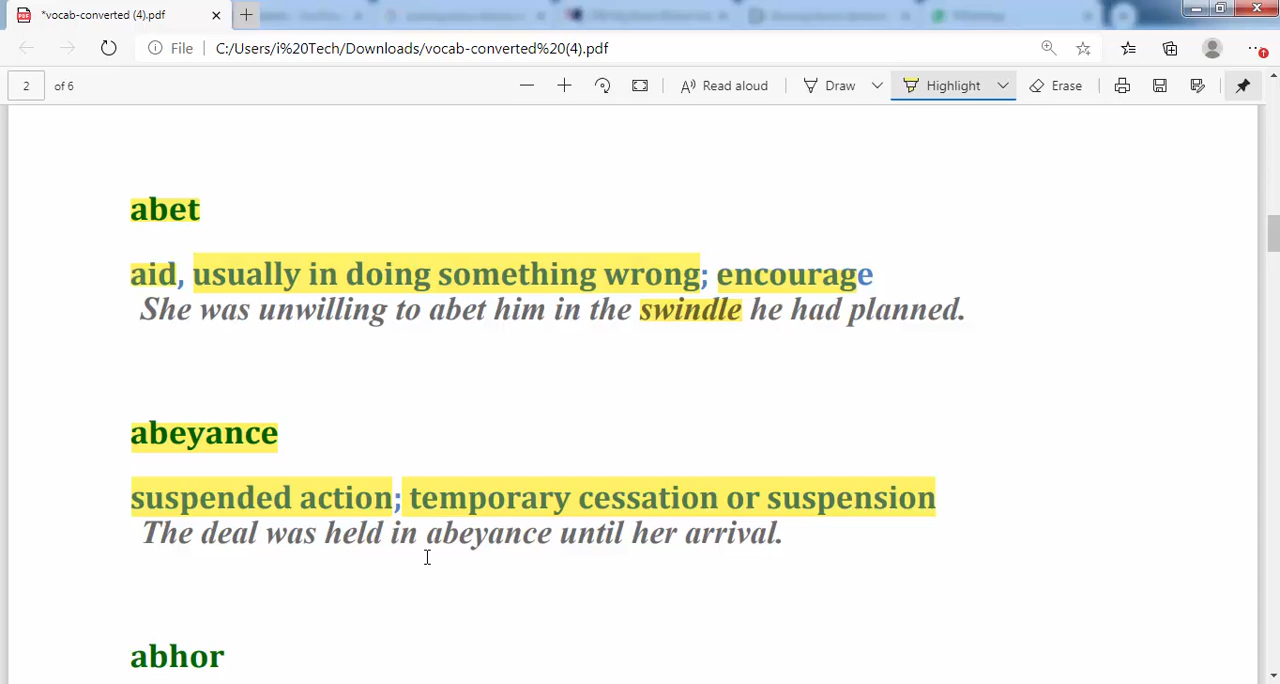 *vocab-converted (4).pdf
File | C:/Users/i%20Tech/Downloads/vocab-converted%20(4).pdf
2 of 6 Read aloud Draw Highlight Erase
abet
aid, usually in doing something wrong; encourage
She was unwilling to abet him in the swindle he had planned.
abeyance
suspended action; temporary cessation or suspension
The deal was held in abeyance until her arrival.
abhor